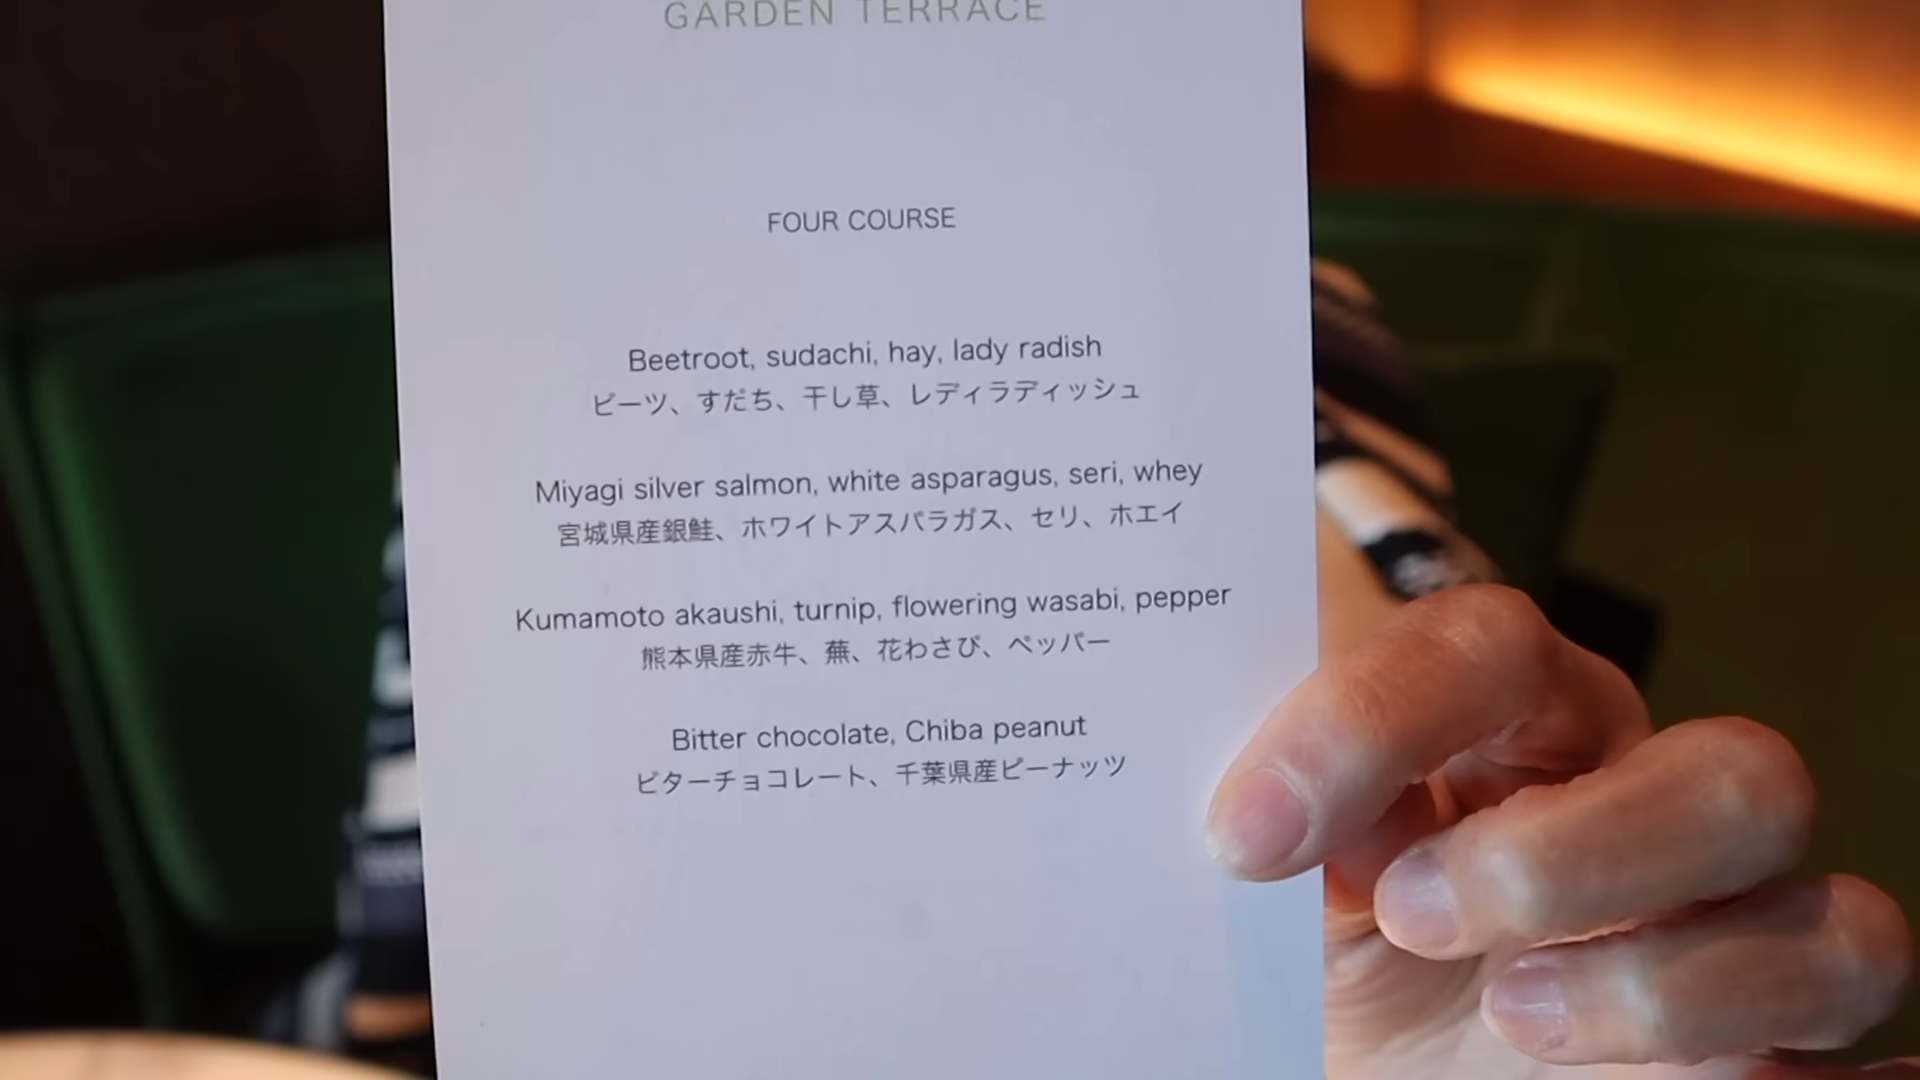 GARDEN TERRACE
FOUR COURSE
Beetroot, sudachi, hay, lady radish
ビーツ、すだち、干し草、レディラディッシュ
Miyagi silver salmon, white asparagus, seri, whey
宮城県産銀鮭、ホワイトアスパラガス、セリ、ホエイ
Kumamoto akaushi, turnip, flowering wasabi, pepper
熊本県産赤牛、蕪、花わさび、ペッパー
Bitter chocolate, Chiba peanut
ビターチョコレート、千葉県産ピーナッツ